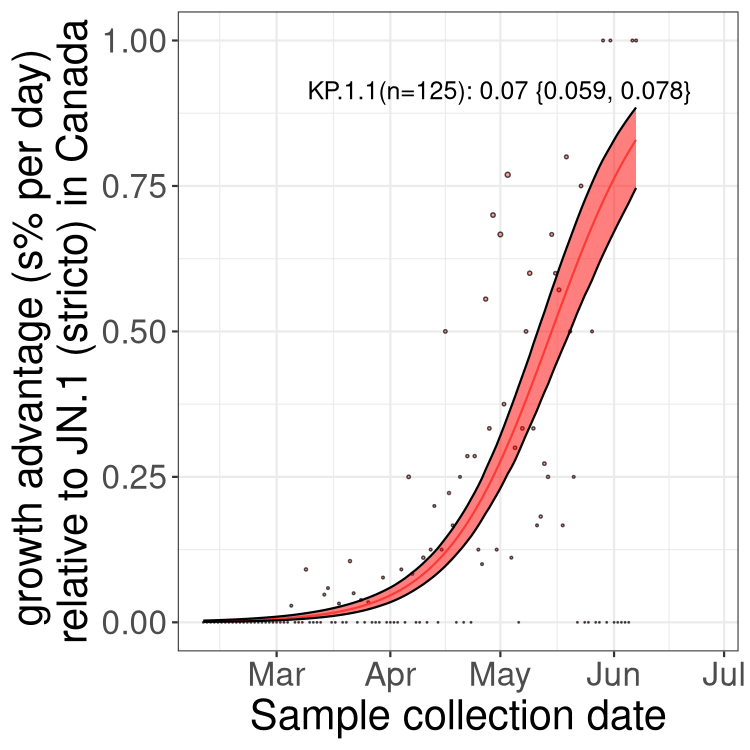 growth advantage (s% per day)
relative to JN.1 (stricto) in Canada
1.00
0.75
0.50
0.25
0.00
KP.1.1(n=125): 0.07 {0.059, 0.078}
Mar Apr May Jun Jul
Sample collection date